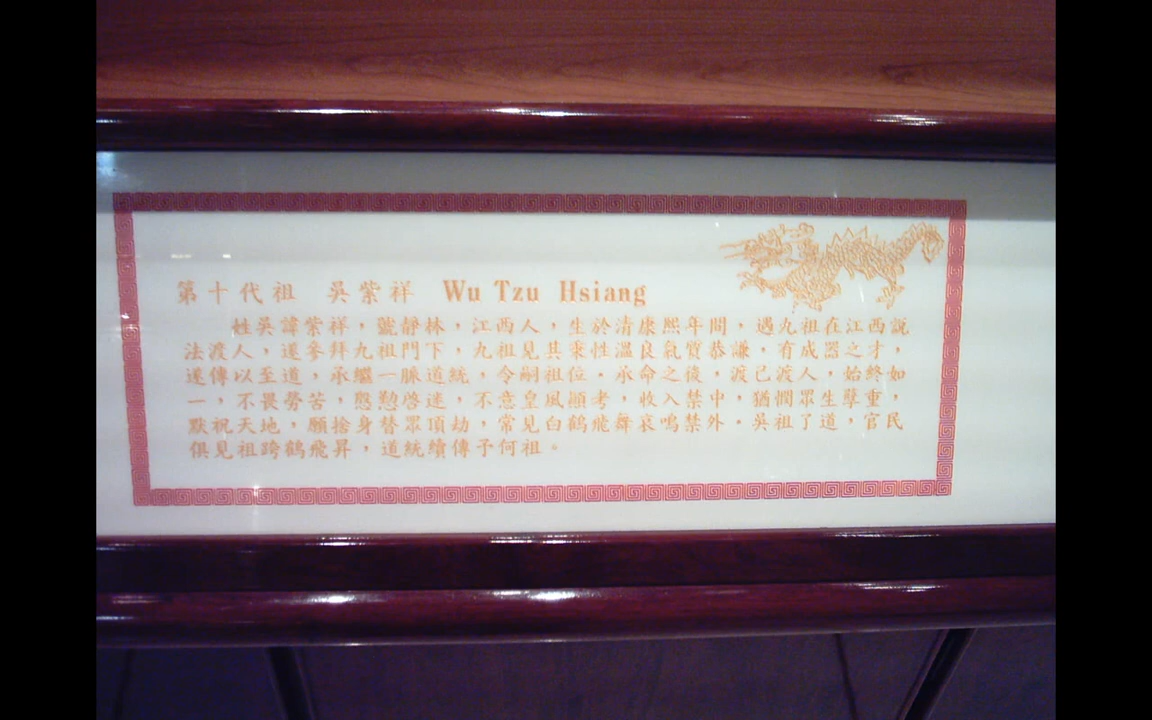 第十代祖 吳紫祥 Wu Tzu Hsiang
姓吳諱紫祥，號靜林，江西人，生於清康熙年間，遇九祖在江西說
法渡人，遂參拜九祖門下，九祖見其秉性溫良氣質恭謙，有成器之才，
遂傳以至道，承繼一脈道統，令嗣祖位。承命之後，渡己渡人，始終如
一，不畏勞苦，慇懃啓迷，不意皇風顯考，收入禁中，猶憫眾生孽重，
默祝天地，願捨身替眾頂劫，常見白鶴飛舞哀鳴禁外。吳祖了道，官民
俱見祖跨鶴飛昇，道統續傳予何祖。